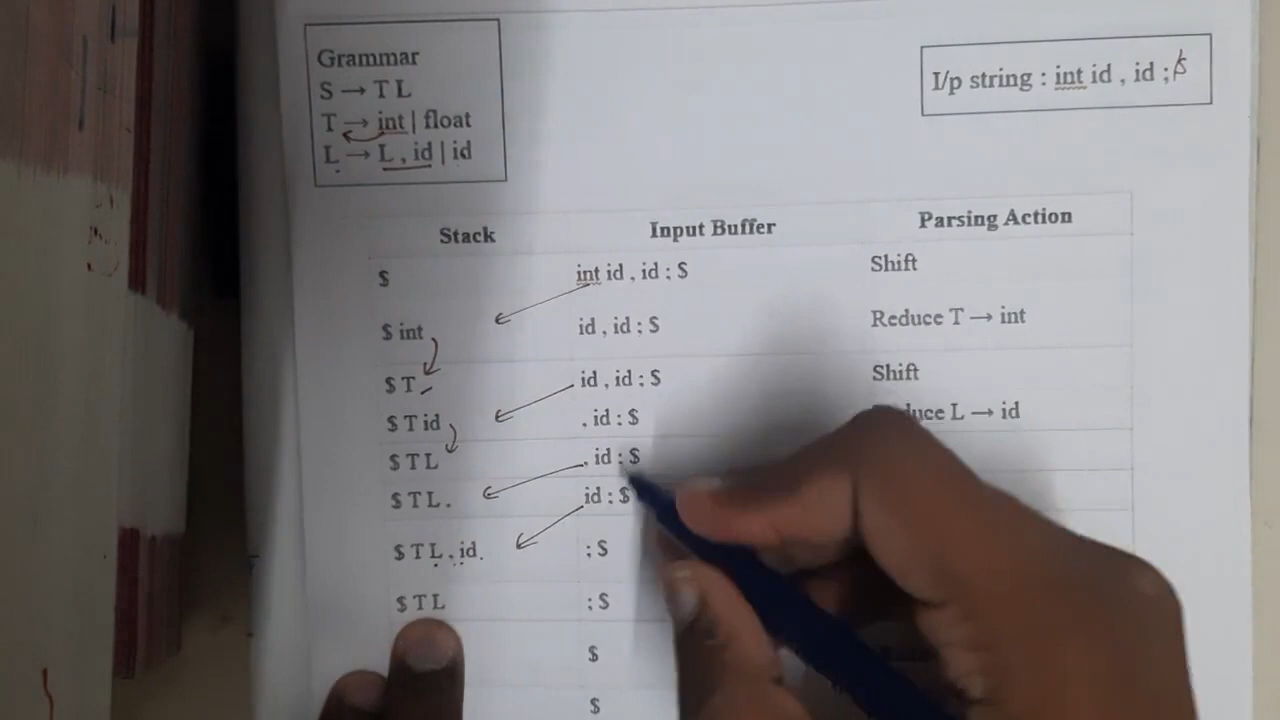 Grammar
S → T L
T → int | float
L → L , id | id
I/p string : int id , id ; $
Stack Input Buffer Parsing Action
$ int id , id ; $ Shift
$ int id , id ; $ Reduce T → int
$ T id , id ; $ Shift
$ T id , id ; $ L → id
$ T L , id ; $
$ T L , id ; $
$ T L , id ; $
$ T L ; $
$
$